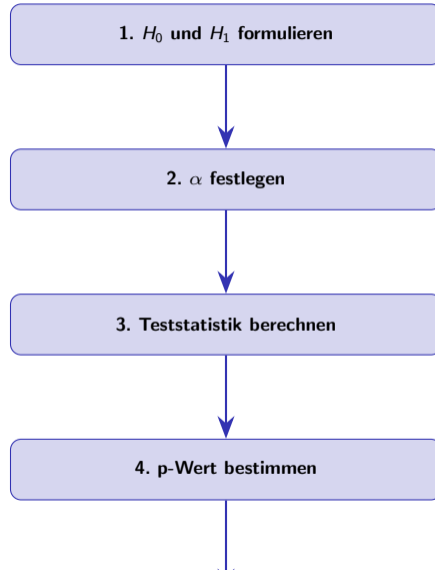 1. H₀ und H₁ formulieren
2. α festlegen
3. Teststatistik berechnen
4. p-Wert bestimmen